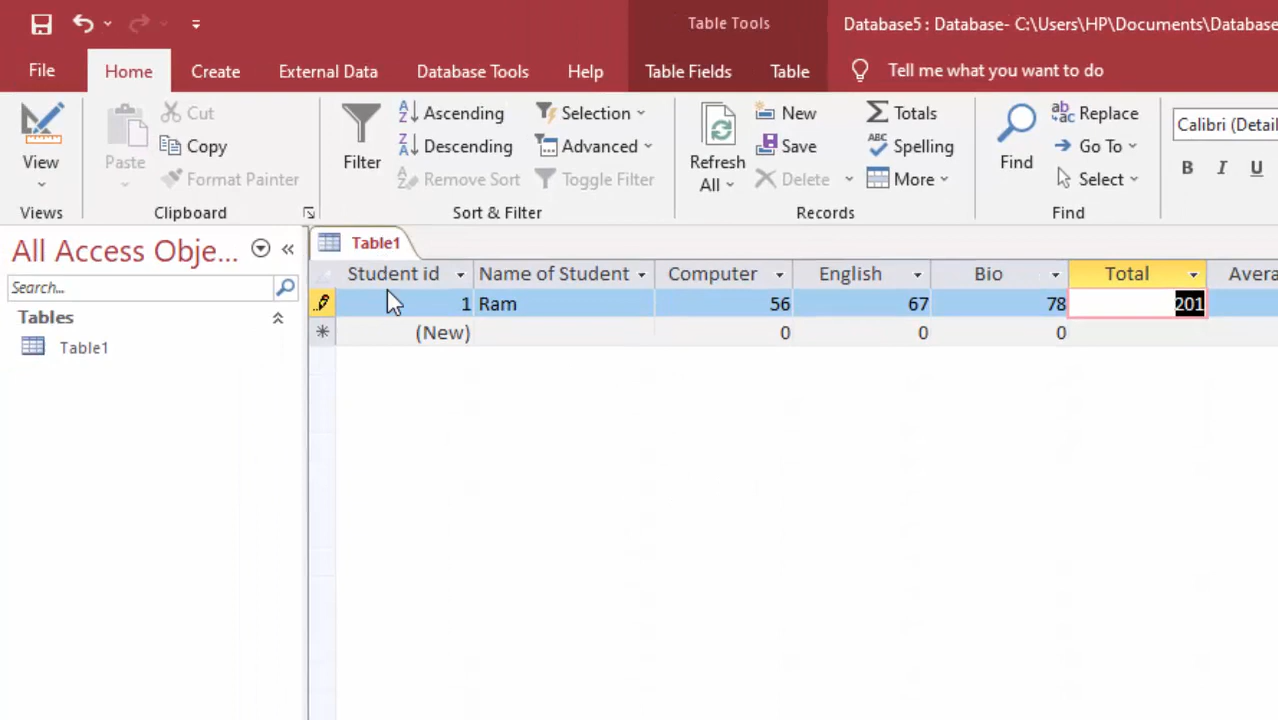 Table Tools
Database5 : Database- C:\Users\HP\Documents\Database
File Home Create External Data Database Tools Help Table Fields Table Tell me what you want to do
View
Views
Paste
Cut
Copy
Format Painter
Clipboard
Filter
Ascending
Descending
Remove Sort
Selection
Advanced
Toggle Filter
Sort & Filter
Refresh
All
New
Save
Delete
Totals
Spelling
More
Records
Find
Replace
Go To
Select
Find
Calibri (Detail
B I U
All Access Obje...
Search...
Tables
Table1
Table1
Student id Name of Student Computer English Bio Total Avera
1 Ram 56 67 78 201
(New) 0 0 0